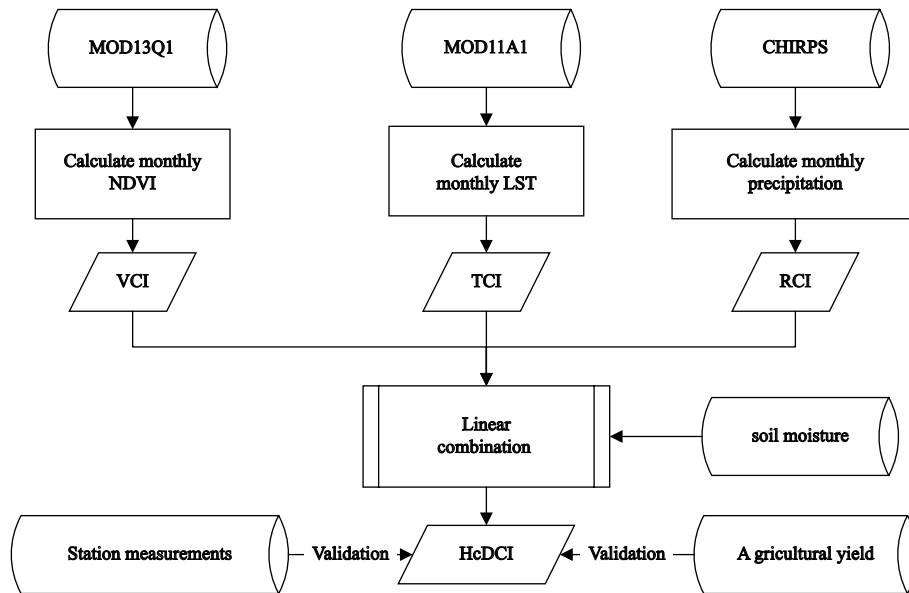 MOD13Q1
MOD11A1
CHIRPS
Calculate monthly
NDVI
Calculate
monthly LST
Calculate monthly
precipitation
VCI
TCI
RCI
Linear
combination
soil moisture
Station measurements
Validation
HcDCI
Validation
A gricultural yield